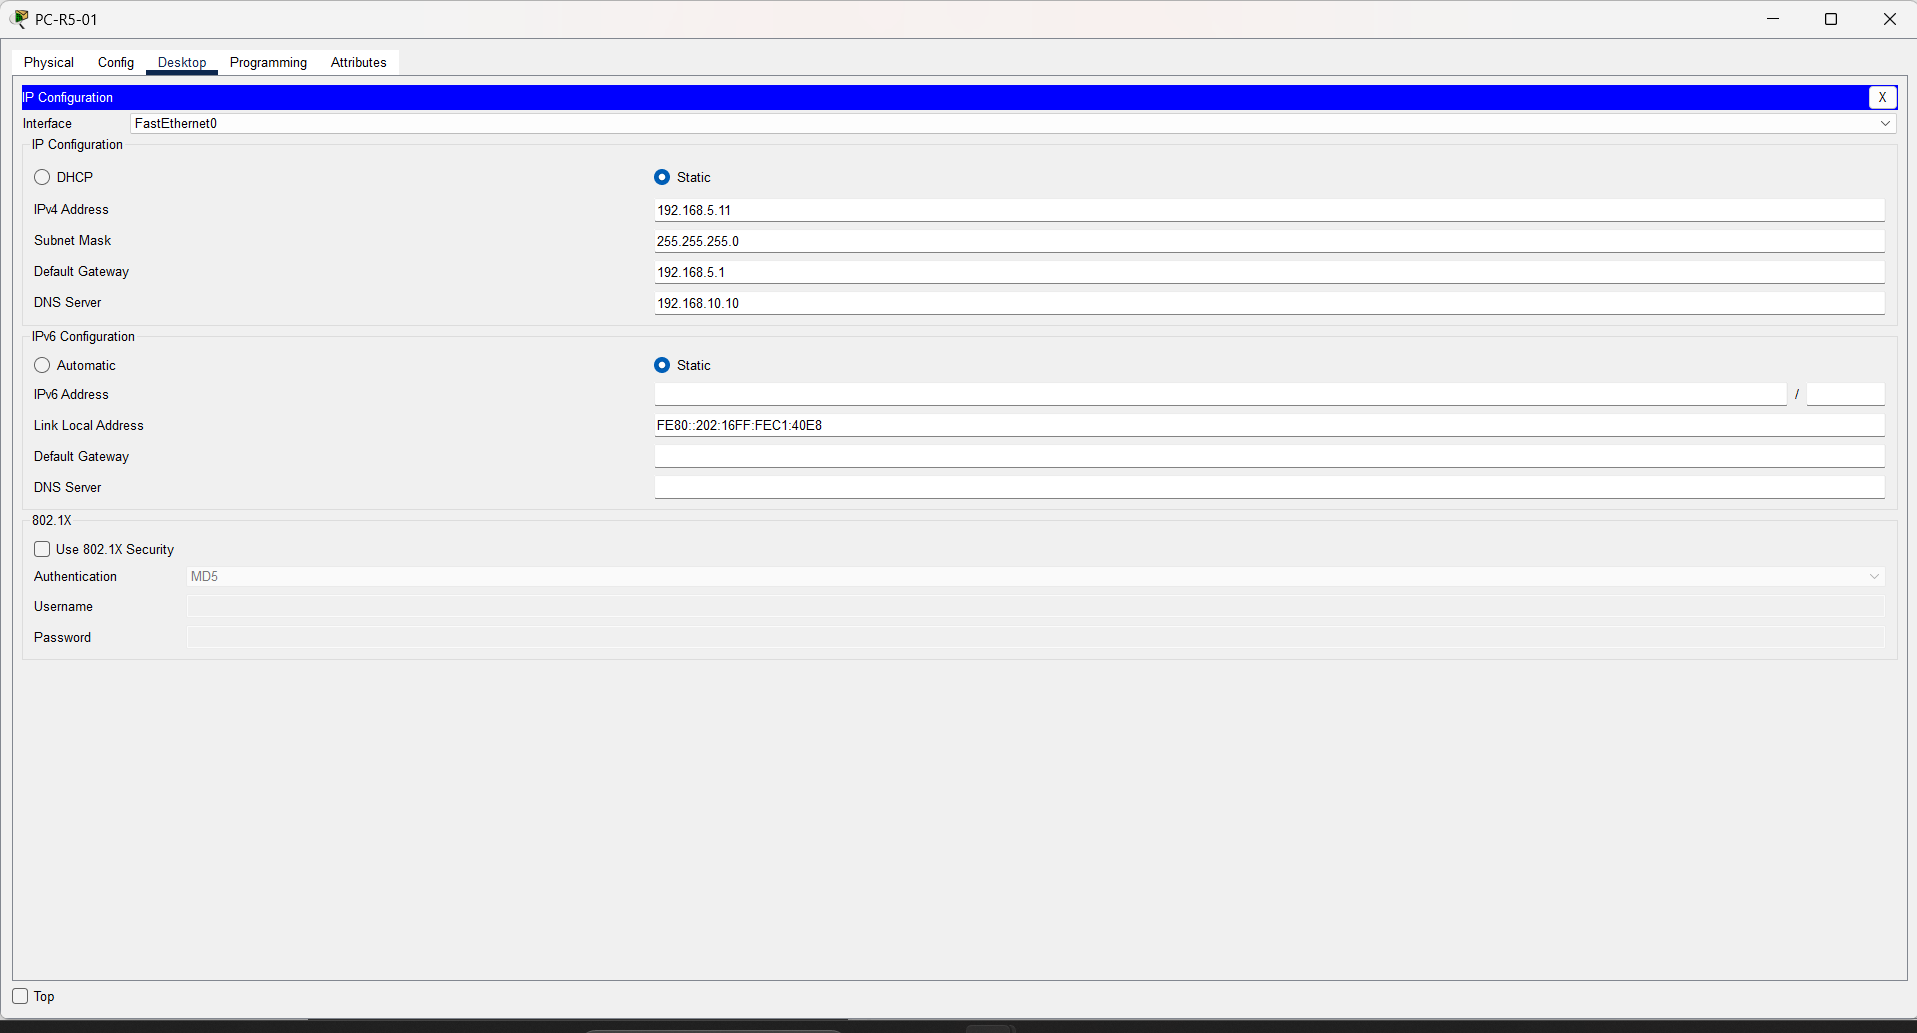 PC-R5-01
Physical Config Desktop Programming Attributes
IP Configuration X
Interface FastEthernet0
IP Configuration
DHCP Static
IPv4 Address 192.168.5.11
Subnet Mask 255.255.255.0
Default Gateway 192.168.5.1
DNS Server 192.168.10.10
IPv6 Configuration
Automatic Static
IPv6 Address /
Link Local Address FE80::202:16FF:FEC1:40E8
Default Gateway
DNS Server
802.1X
Use 802.1X Security
Authentication MD5
Username
Password
Top